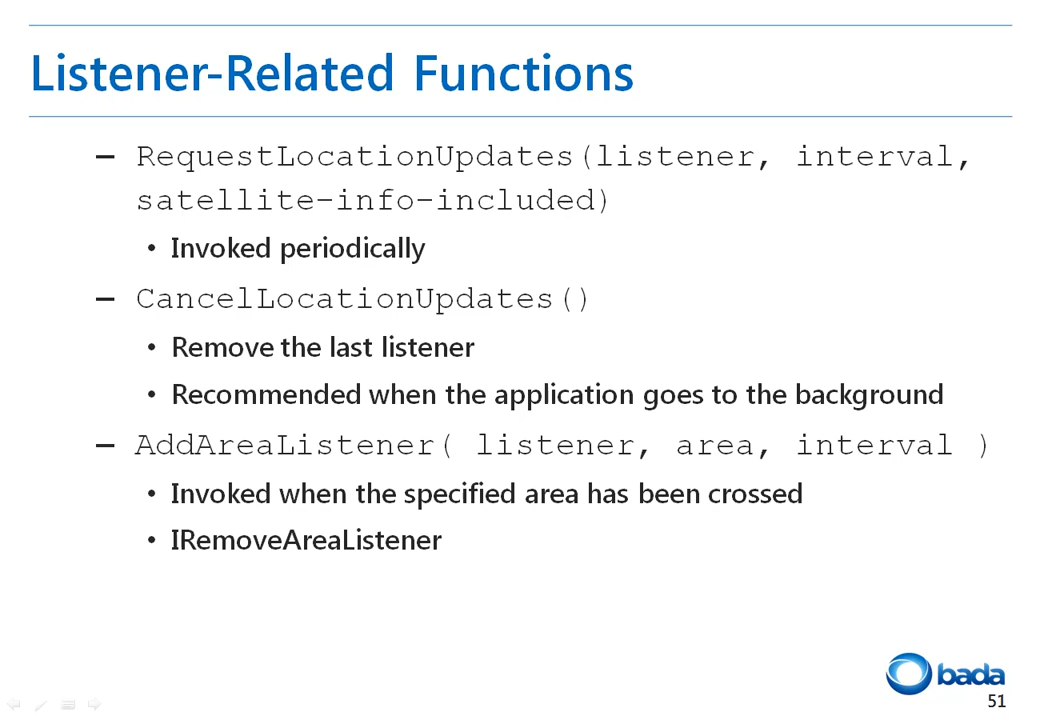 Listener-Related Functions
– RequestLocationUpdates(listener, interval,
satellite-info-included)
• Invoked periodically
– CancelLocationUpdates()
• Remove the last listener
• Recommended when the application goes to the background
– AddAreaListener( listener, area, interval )
• Invoked when the specified area has been crossed
• IRemoveAreaListener
bada
51